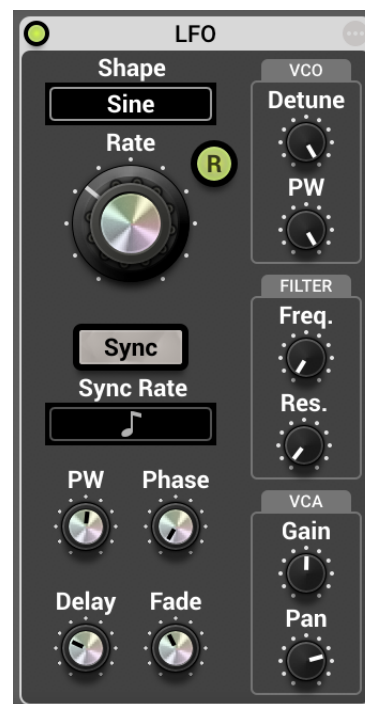 LFO
Shape
Sine
Rate
R
Sync
Sync Rate
PW
Phase
Delay
Fade
VCO
Detune
PW
FILTER
Freq.
Res.
VCA
Gain
Pan